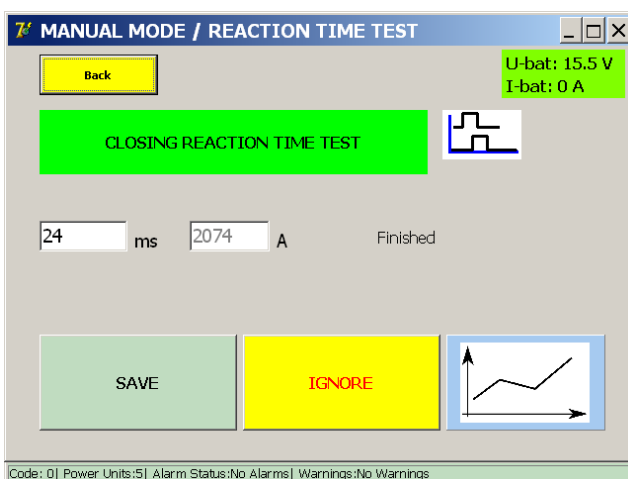 MANUAL MODE / REACTION TIME TEST
Back
U-bat: 15.5 V
I-bat: 0 A
CLOSING REACTION TIME TEST
24 ms 2074 A Finished
SAVE IGNORE
Code: 0| Power Units:5| Alarm Status:No Alarms| Warnings:No Warnings